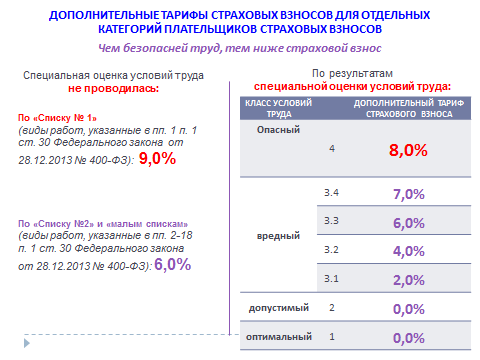 ДОПОЛНИТЕЛЬНЫЕ ТАРИФЫ СТРАХОВЫХ ВЗНОСОВ ДЛЯ ОТДЕЛЬНЫХ
КАТЕГОРИЙ ПЛАТЕЛЬЩИКОВ СТРАХОВЫХ ВЗНОСОВ
Чем безопасней труд, тем ниже страховой взнос
Специальная оценка условий труда
не проводилась:
По «Списку № 1»
(виды работ, указанные в пп. 1 п. 1
ст. 30 Федерального закона от
28.12.2013 № 400-ФЗ): 9,0%
По «Списку №2» и «малым спискам»
(виды работ, указанные в пп. 2-18
п. 1 ст. 30 Федерального закона
от 28.12.2013 № 400-ФЗ): 6,0%
По результатам
специальной оценки условий труда:
КЛАСС УСЛОВИЙ
ТРУДА
ДОПОЛНИТЕЛЬНЫЙ ТАРИФ
СТРАХОВОГО ВЗНОСА
Опасный
4
8,0%
вредный
3.4
7,0%
3.3
6,0%
3.2
4,0%
3.1
2,0%
допустимый
2
0,0%
оптимальный
1
0,0%